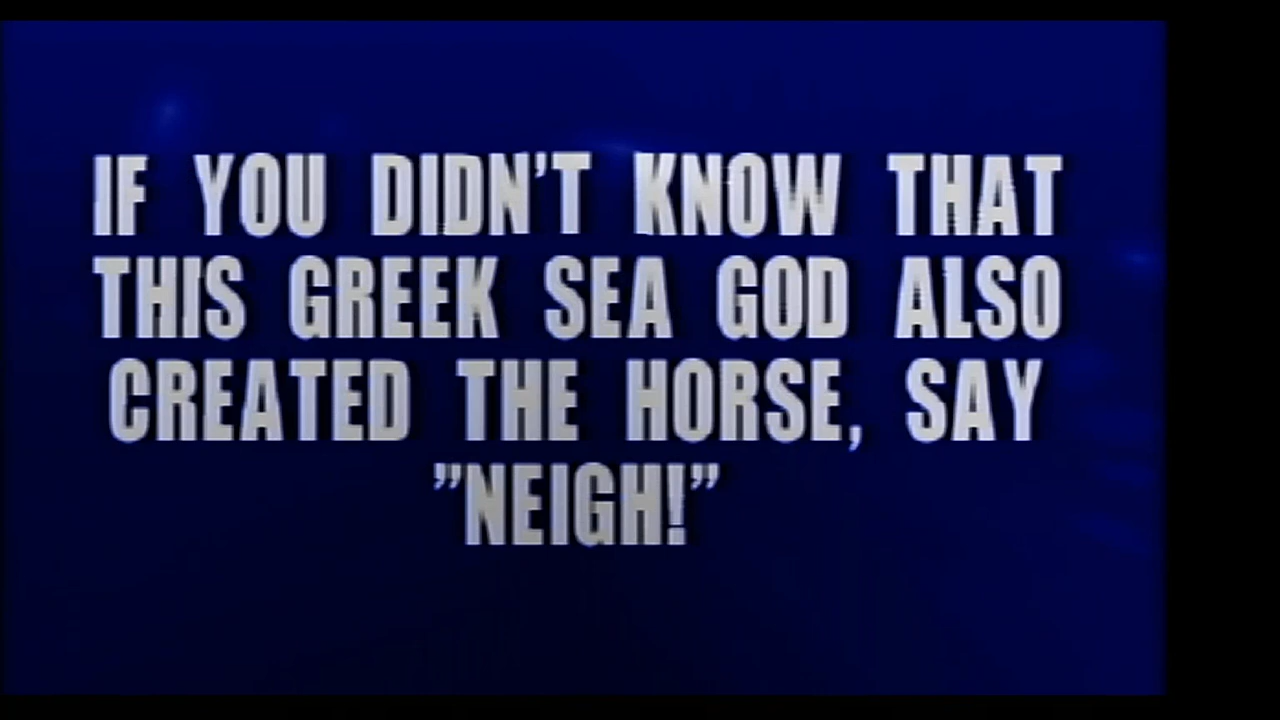 IF YOU DIDN'T KNOW THAT
THIS GREEK SEA GOD ALSO
CREATED THE HORSE, SAY
"NEIGH!"